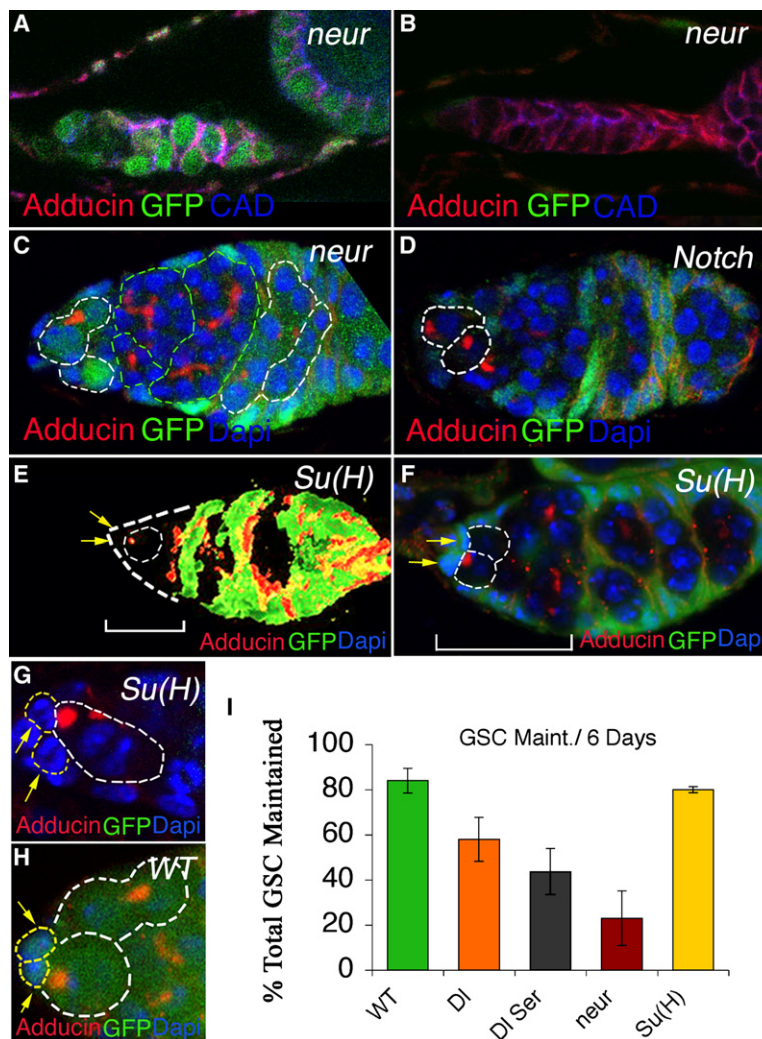 A neur
Adducin GFP CAD
B neur
Adducin GFP CAD
C neur
Adducin GFP Dapi
D Notch
Adducin GFP Dapi
E Su(H)
Adducin GFP Dapi
F Su(H)
Adducin GFP Dap
G Su(H)
Adducin GFP Dapi
H WT
Adducin GFP Dapi
I
GSC Maint./ 6 Days
% Total GSC Maintained
100
80
60
40
20
0
WT
Dl
Dl Ser
neur
Su(H)